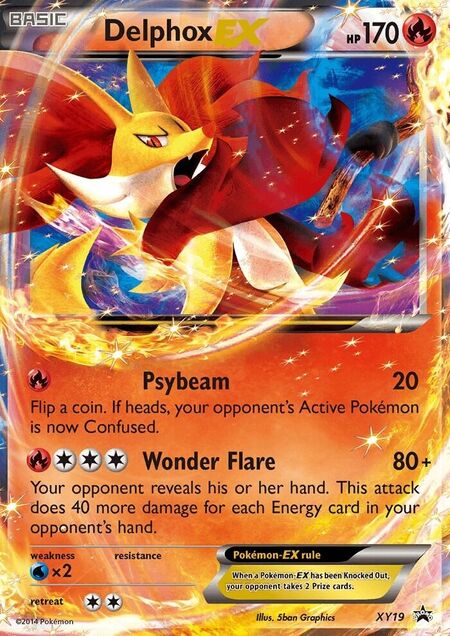 BASIC Delphox EX HP 170
Psybeam 20
Flip a coin. If heads, your opponent's Active Pokémon
is now Confused.
Wonder Flare 80+
Your opponent reveals his or her hand. This attack
does 40 more damage for each Energy card in your
opponent's hand.
weakness resistance
×2
Pokémon-EX rule
When a Pokémon-EX has been Knocked Out,
your opponent takes 2 Prize cards.
retreat
©2014 Pokémon Illus. 5ban Graphics XY19
PROMO